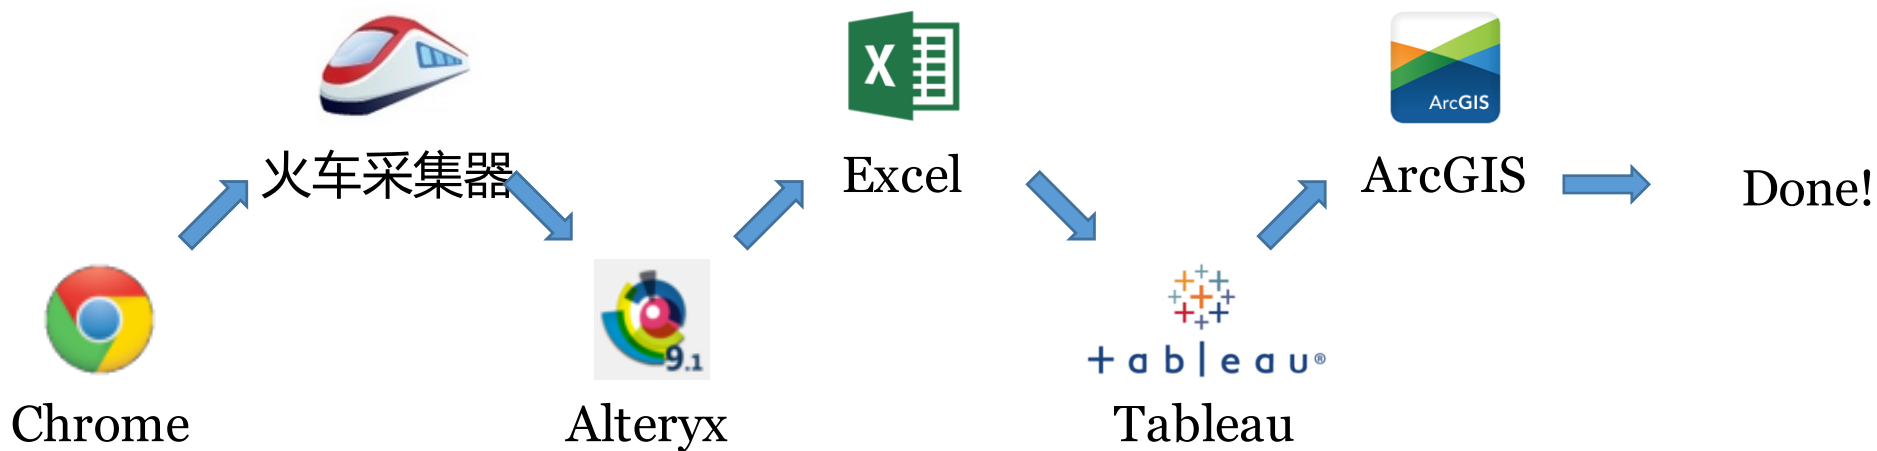 Chrome
火车采集器
Alteryx
9.1
Excel
X
Tableau
+ a b l e a u®
ArcGIS
ArcGIS
Done!